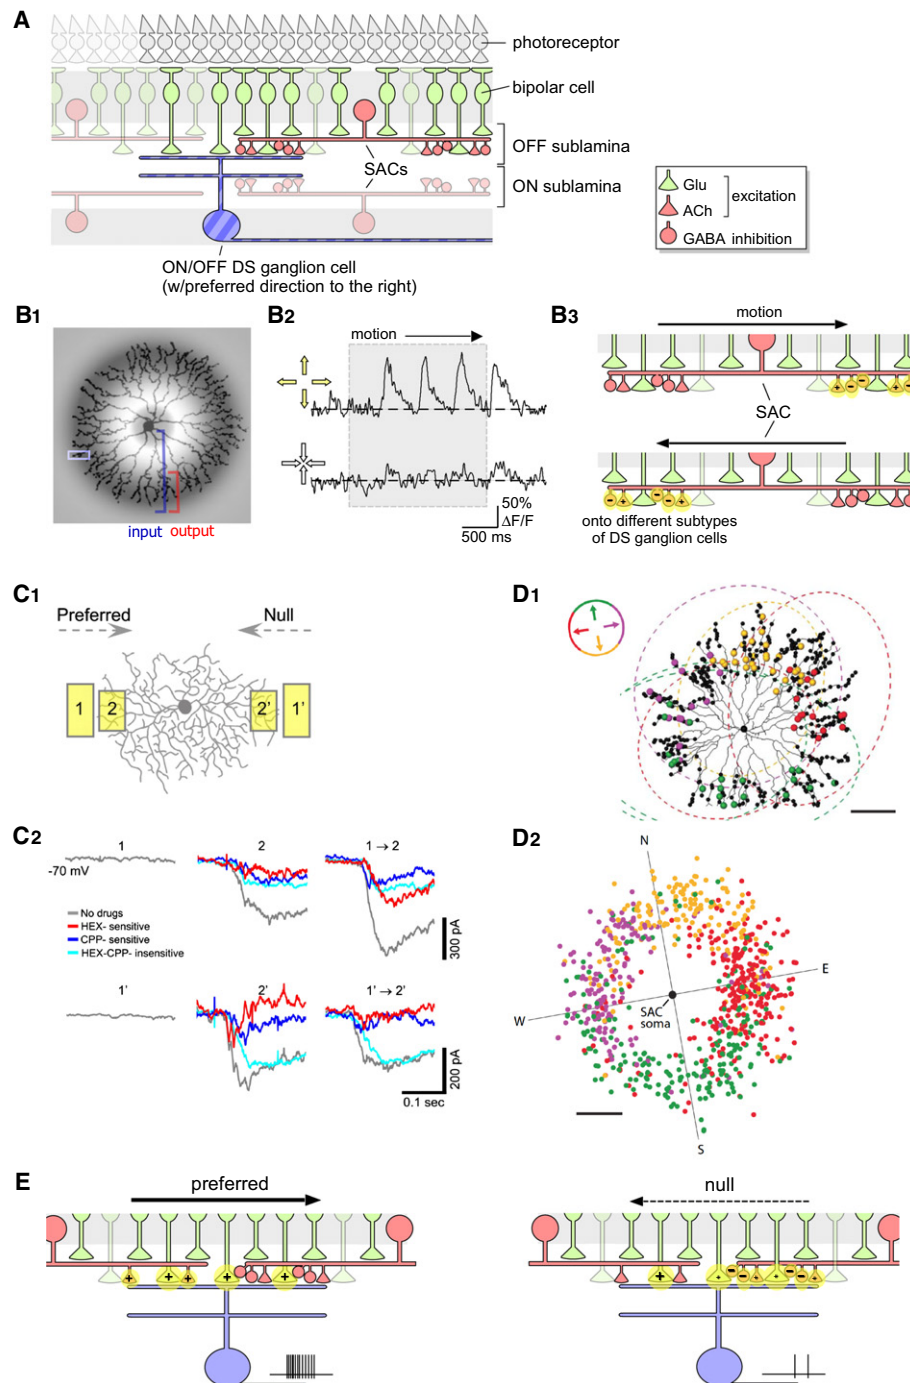 A
photoreceptor
bipolar cell
OFF sublamina
SACs
ON sublamina
Glu
excitation
ACh
GABA inhibition
ON/OFF DS ganglion cell
(w/preferred direction to the right)
B1
input output
B2
motion
50%
ΔF/F
500 ms
B3
motion
SAC
onto different subtypes
of DS ganglion cells
C1
Preferred
Null
1
2
2'
1'
C2
1
2
1 → 2
-70 mV
No drugs
HEX- sensitive
CPP- sensitive
HEX-CPP- insensitive
300 pA
1'
2'
1' → 2'
200 pA
0.1 sec
D1
D2
N
E
SAC
soma
W
S
E
preferred
null